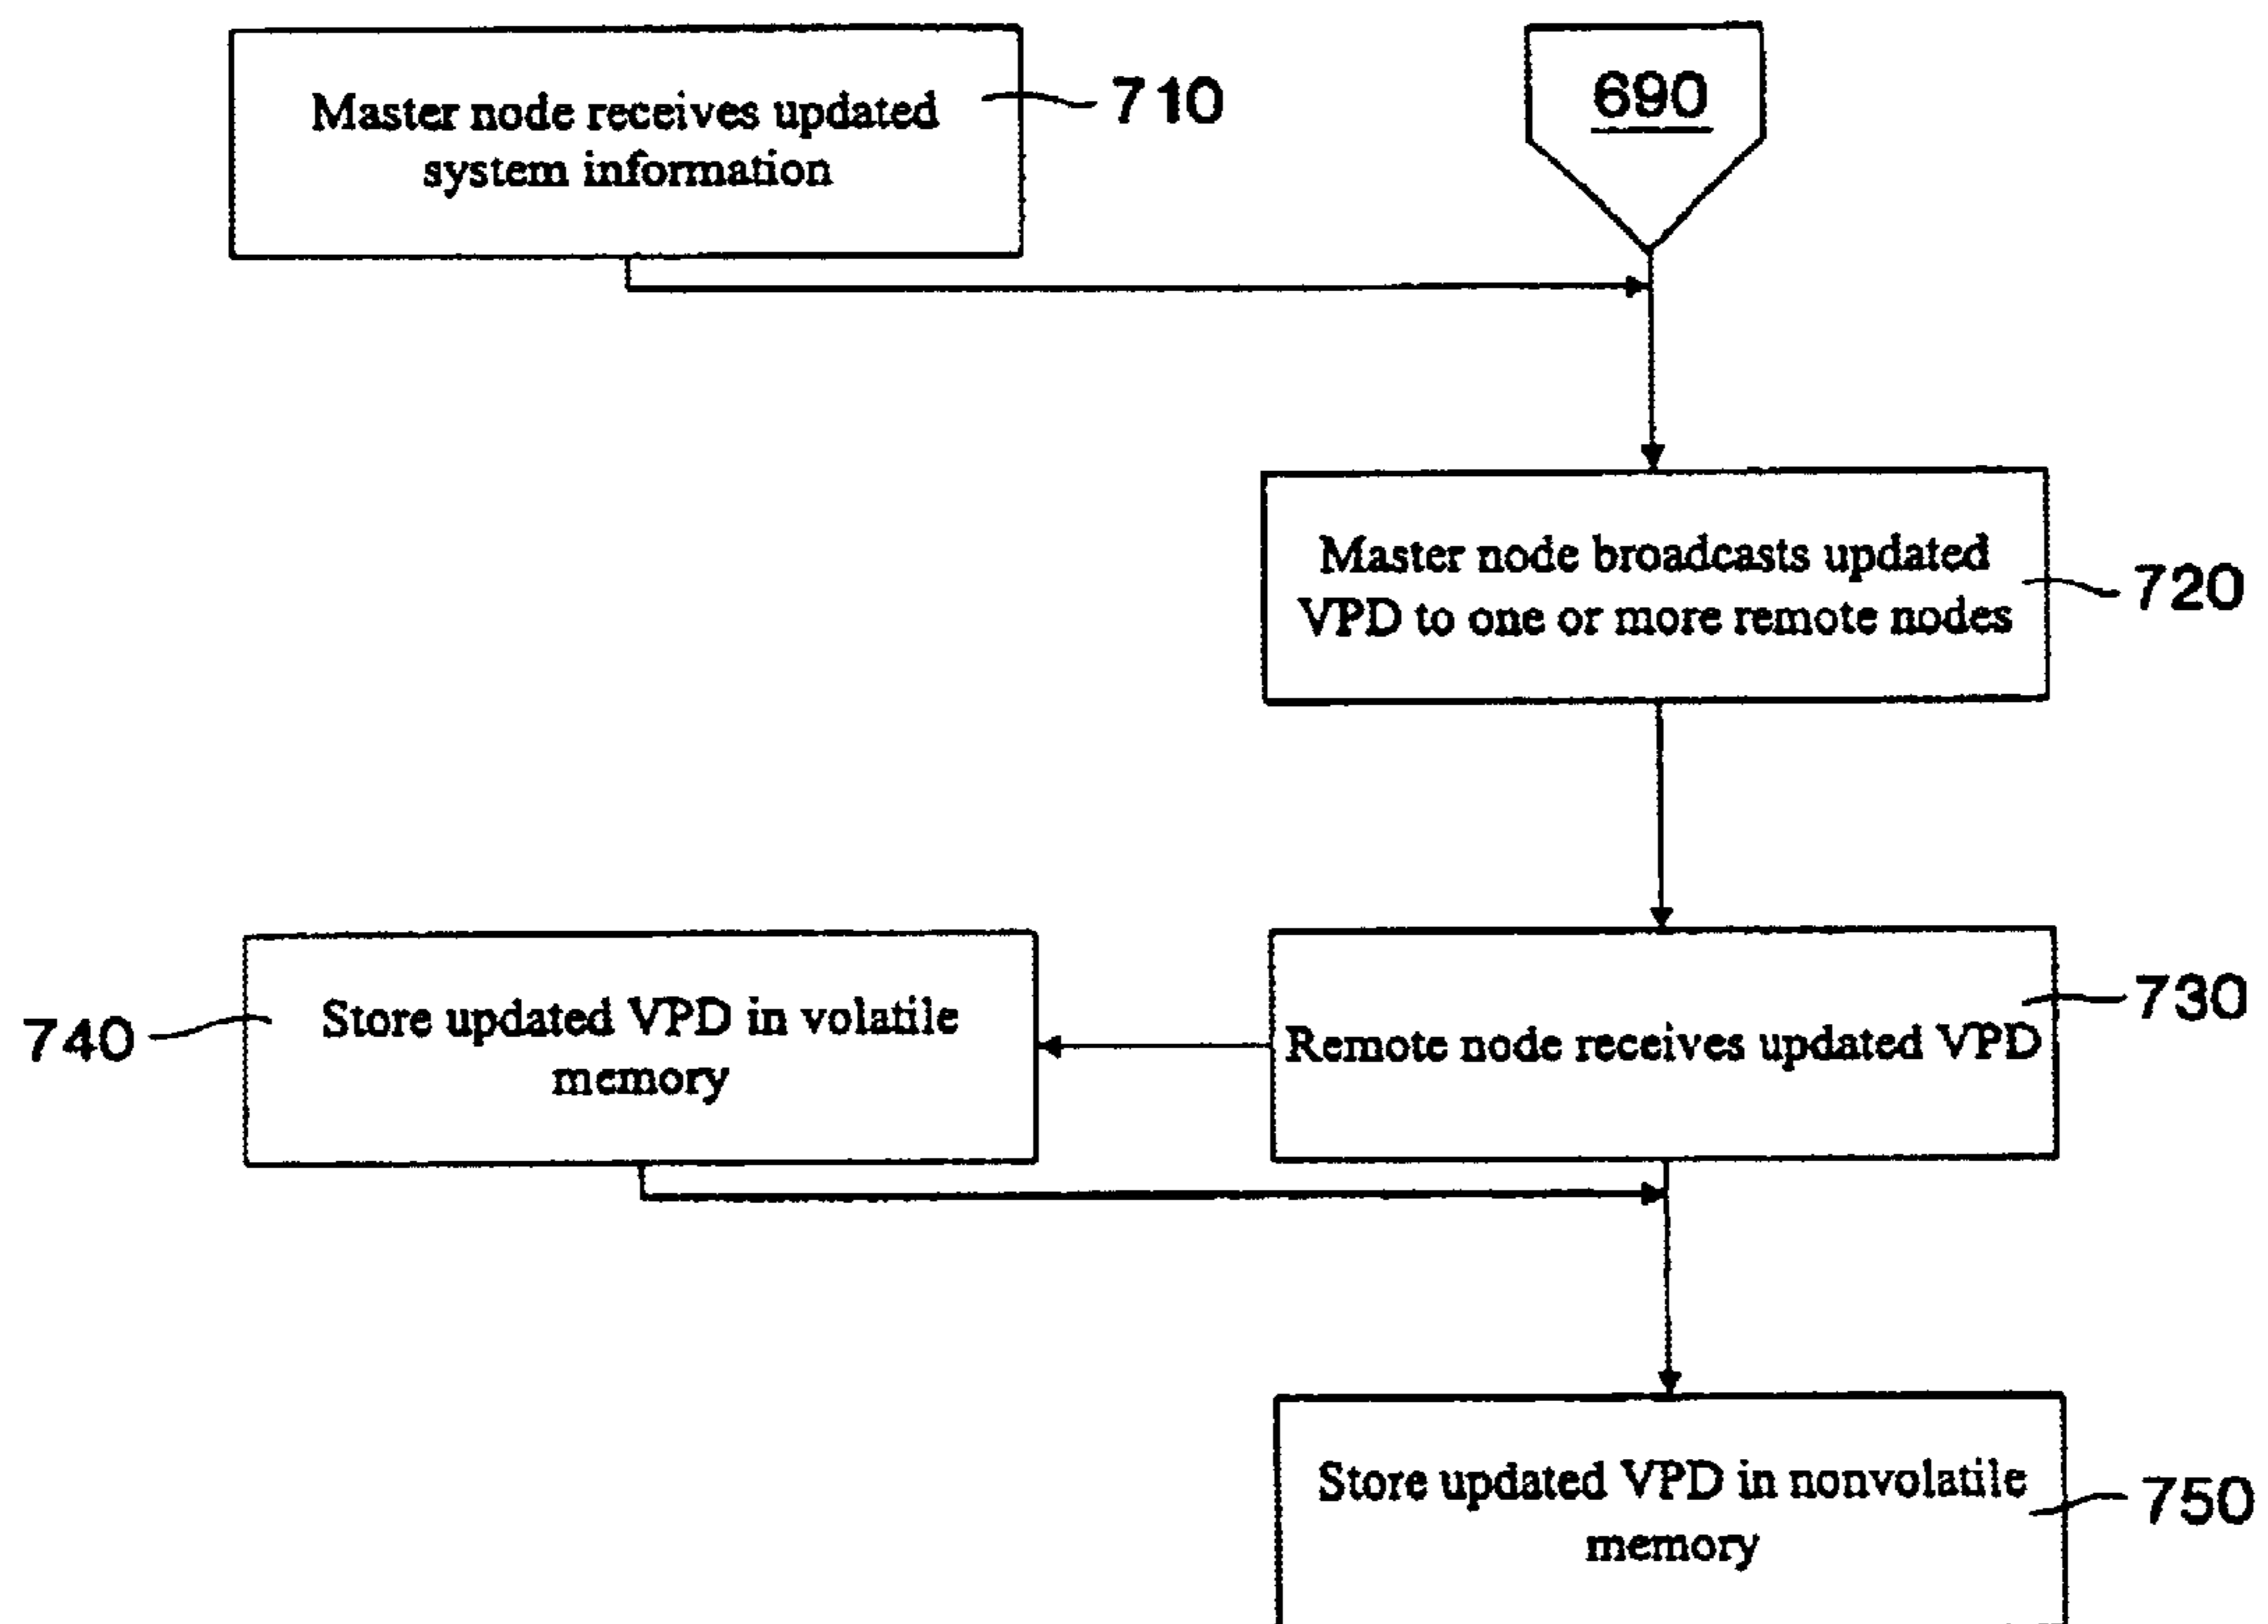 Master node receives updated
system information
710
690
Master node broadcasts updated
VPD to one or more remote nodes
720
740
Store updated VPD in volatile
memory
Remote node receives updated VPD
730
Store updated VPD in nonvolatile
memory
750